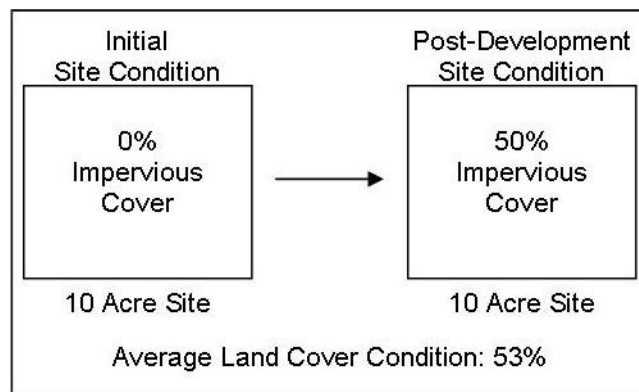 Initial
Site Condition
0%
Impervious
Cover
10 Acre Site
Post-Development
Site Condition
50%
Impervious
Cover
10 Acre Site
Average Land Cover Condition: 53%